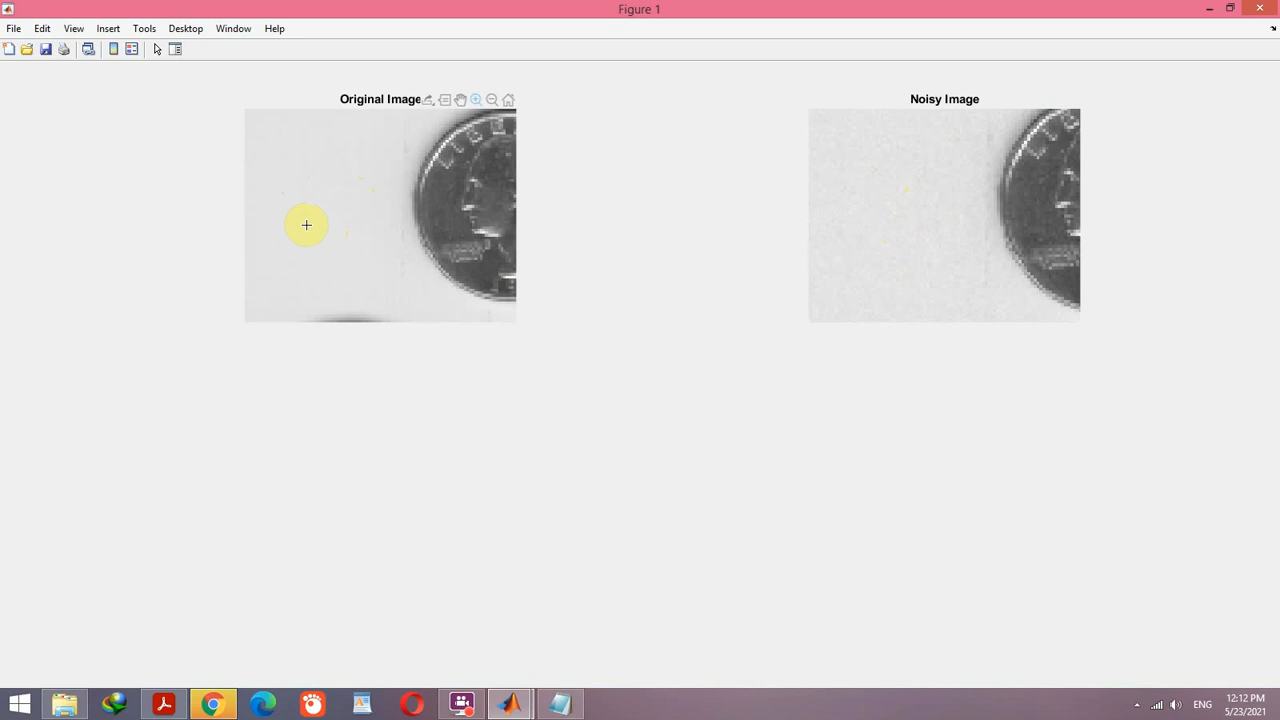 Figure 1
File Edit View Insert Tools Desktop Window Help
Original Image
Noisy Image
ENG
12:12 PM
5/23/2021